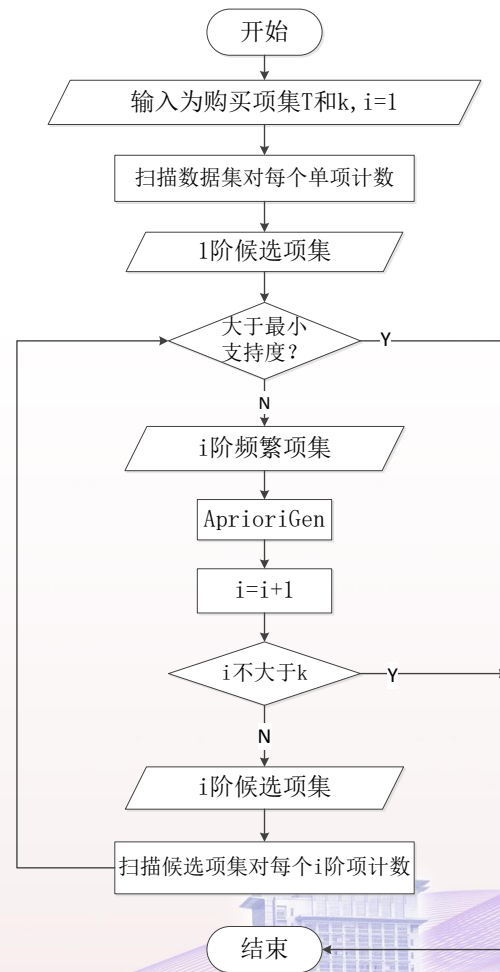 开始
输入为购买项集T和k,i=1
扫描数据集对每个单项计数
1阶候选项集
大于最小
支持度?
Y
N
i阶频繁项集
AprioriGen
i=i+1
i不大于k
Y
N
i阶候选项集
扫描候选项集对每个i阶项计数
结束